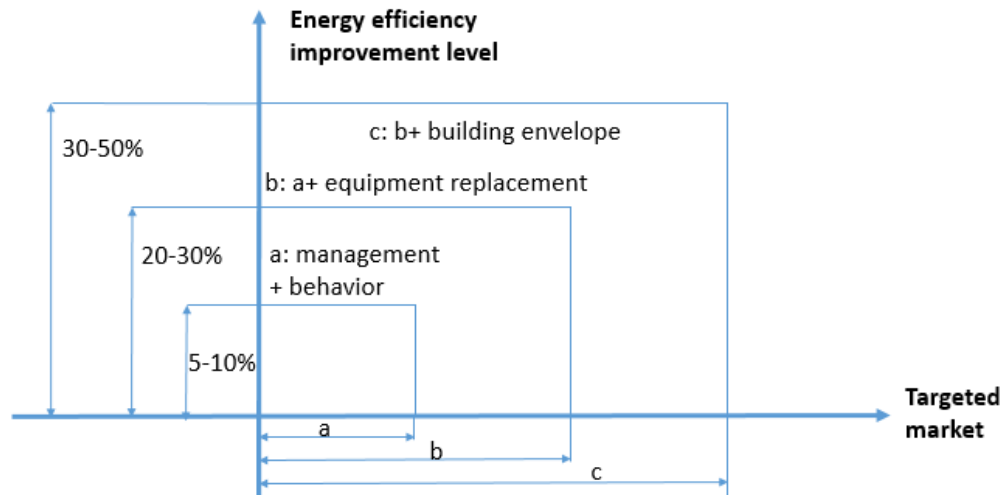 Energy efficiency
improvement level
c: b+ building envelope
30-50%
b: a+ equipment replacement
20-30%
a: management
+ behavior
5-10%
Targeted
market
a
b
c